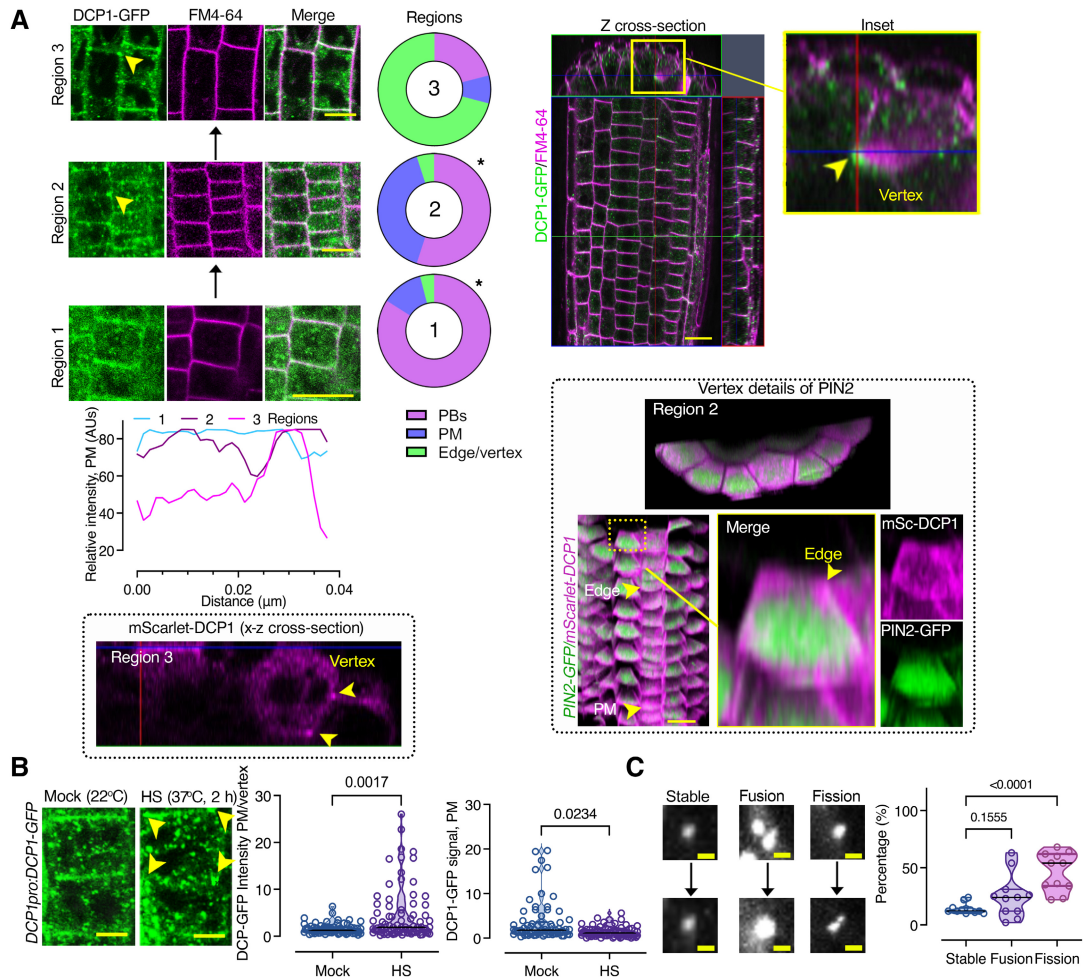 A
DCP1-GFP
FM4-64
Merge
Regions
Region 3
3
Region 2
2
*
Region 1
1
*
PBs
PM
Edge/vertex
Relative intensity, PM (AUs)
1 2 3 Regions
80
60
40
20
0.00
0.02
0.04
Distance (μm)
mScarlet-DCP1 (x-z cross-section)
Region 3
Vertex
Z cross-section
Inset
DCP1-GFP/FM4-64
Vertex
Vertex details of PIN2
Region 2
PIN2-GFP/mScarlet-DCP1
Edge
PM
Merge
Edge
mSc-DCP1
PIN2-GFP
B
Mock (22ºC)
HS (37ºC, 2 h)
DCP1pro:DCP1-GFP
DCP-GFP Intensity PM/vertex
30
20
10
0
0.0017
Mock
HS
DCP1-GFP signal, PM
30
20
10
0
0.0234
Mock
HS
C
Stable
Fusion
Fission
Percentage (%)
100
50
0
<0.0001
0.1555
Stable Fusion Fission